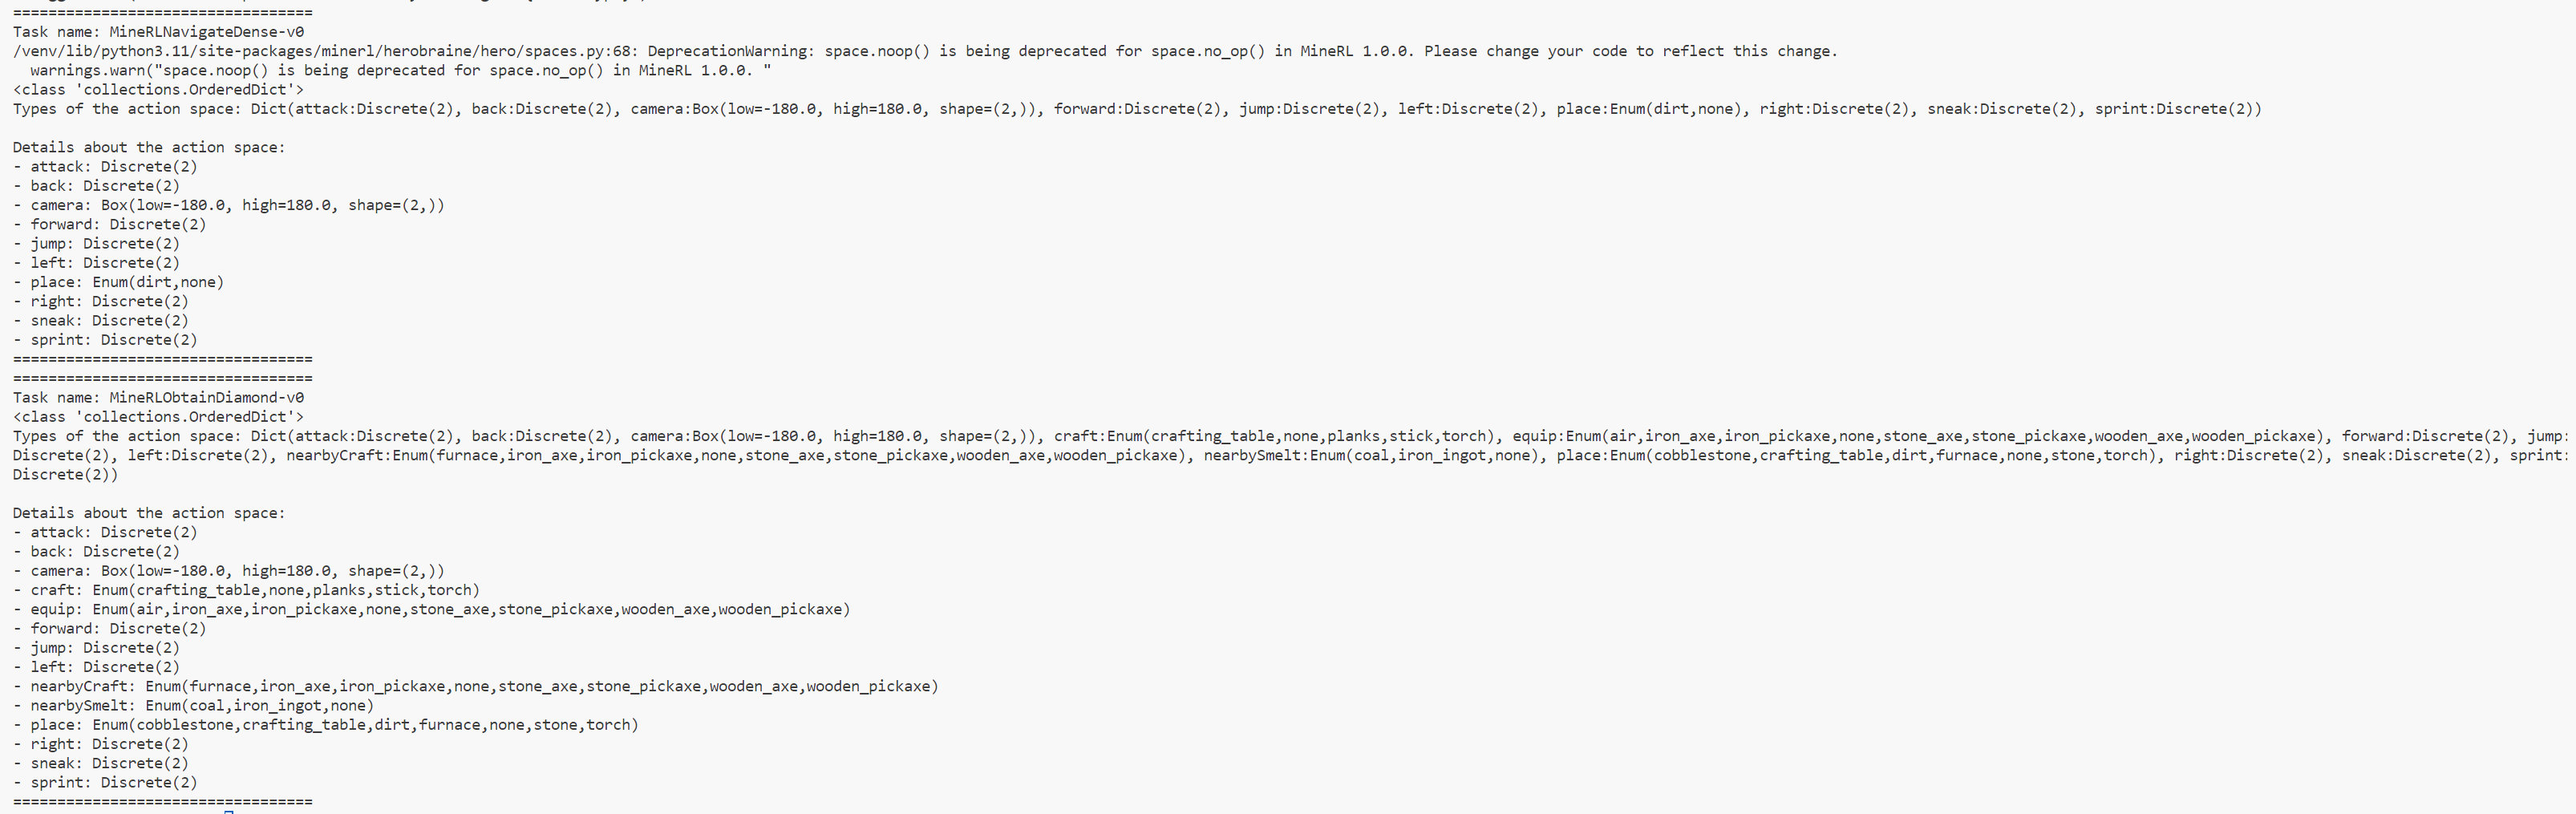 ==================================
Task name: MineRLNavigateDense-v0
/venv/lib/python3.11/site-packages/minerl/herobraine/hero/spaces.py:68: DeprecationWarning: space.noop() is being deprecated for space.no_op() in MineRL 1.0.0. Please change your code to reflect this change.
  warnings.warn("space.noop() is being deprecated for space.no_op() in MineRL 1.0.0. "
<class 'collections.OrderedDict'>
Types of the action space: Dict(attack:Discrete(2), back:Discrete(2), camera:Box(low=-180.0, high=180.0, shape=(2,)), forward:Discrete(2), jump:Discrete(2), left:Discrete(2), place:Enum(dirt,none), right:Discrete(2), sneak:Discrete(2), sprint:Discrete(2))

Details about the action space:
- attack: Discrete(2)
- back: Discrete(2)
- camera: Box(low=-180.0, high=180.0, shape=(2,))
- forward: Discrete(2)
- jump: Discrete(2)
- left: Discrete(2)
- place: Enum(dirt,none)
- right: Discrete(2)
- sneak: Discrete(2)
- sprint: Discrete(2)
==================================
==================================
Task name: MineRLObtainDiamond-v0
<class 'collections.OrderedDict'>
Types of the action space: Dict(attack:Discrete(2), back:Discrete(2), camera:Box(low=-180.0, high=180.0, shape=(2,)), craft:Enum(crafting_table,none,planks,stick,torch), equip:Enum(air,iron_axe,iron_pickaxe,none,stone_axe,stone_pickaxe,wooden_axe,wooden_pickaxe), forward:Discrete(2), jump:
Discrete(2), left:Discrete(2), nearbyCraft:Enum(furnace,iron_axe,iron_pickaxe,none,stone_axe,stone_pickaxe,wooden_axe,wooden_pickaxe), nearbySmelt:Enum(coal,iron_ingot,none), place:Enum(cobblestone,crafting_table,dirt,furnace,none,stone,torch), right:Discrete(2), sneak:Discrete(2), sprint:
Discrete(2))

Details about the action space:
- attack: Discrete(2)
- back: Discrete(2)
- camera: Box(low=-180.0, high=180.0, shape=(2,))
- craft: Enum(crafting_table,none,planks,stick,torch)
- equip: Enum(air,iron_axe,iron_pickaxe,none,stone_axe,stone_pickaxe,wooden_axe,wooden_pickaxe)
- forward: Discrete(2)
- jump: Discrete(2)
- left: Discrete(2)
- nearbyCraft: Enum(furnace,iron_axe,iron_pickaxe,none,stone_axe,stone_pickaxe,wooden_axe,wooden_pickaxe)
- nearbySmelt: Enum(coal,iron_ingot,none)
- place: Enum(cobblestone,crafting_table,dirt,furnace,none,stone,torch)
- right: Discrete(2)
- sneak: Discrete(2)
- sprint: Discrete(2)
==================================